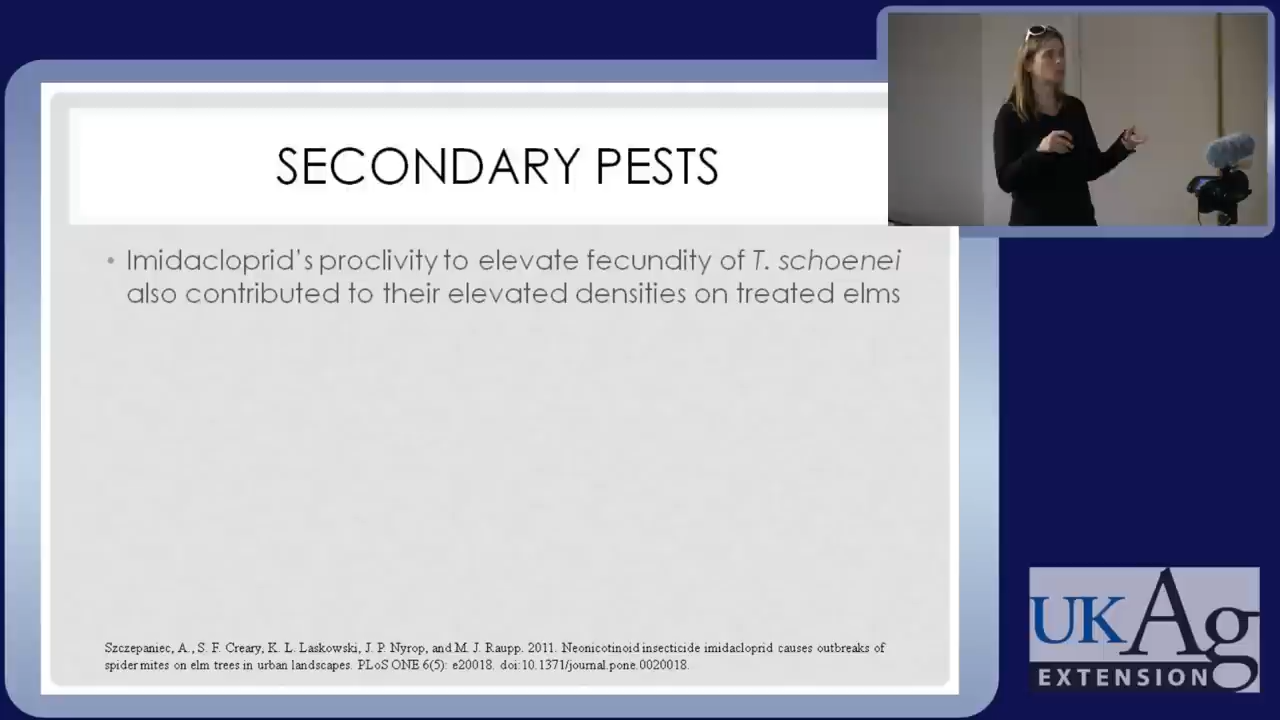 SECONDARY PESTS
• Imidacloprid's proclivity to elevate fecundity of T. schoenei
also contributed to their elevated densities on treated elms
Szczepaniec, A., S. F. Creary, K. L. Laskowski, J. P. Nyrop, and M. J. Raupp. 2011. Neonicotinoid insecticide imidacloprid causes outbreaks of
spider mites on elm trees in urban landscapes. PLoS ONE 6(5): e20018. doi:10.1371/journal.pone.0020018.
UKAg
EXTENSION